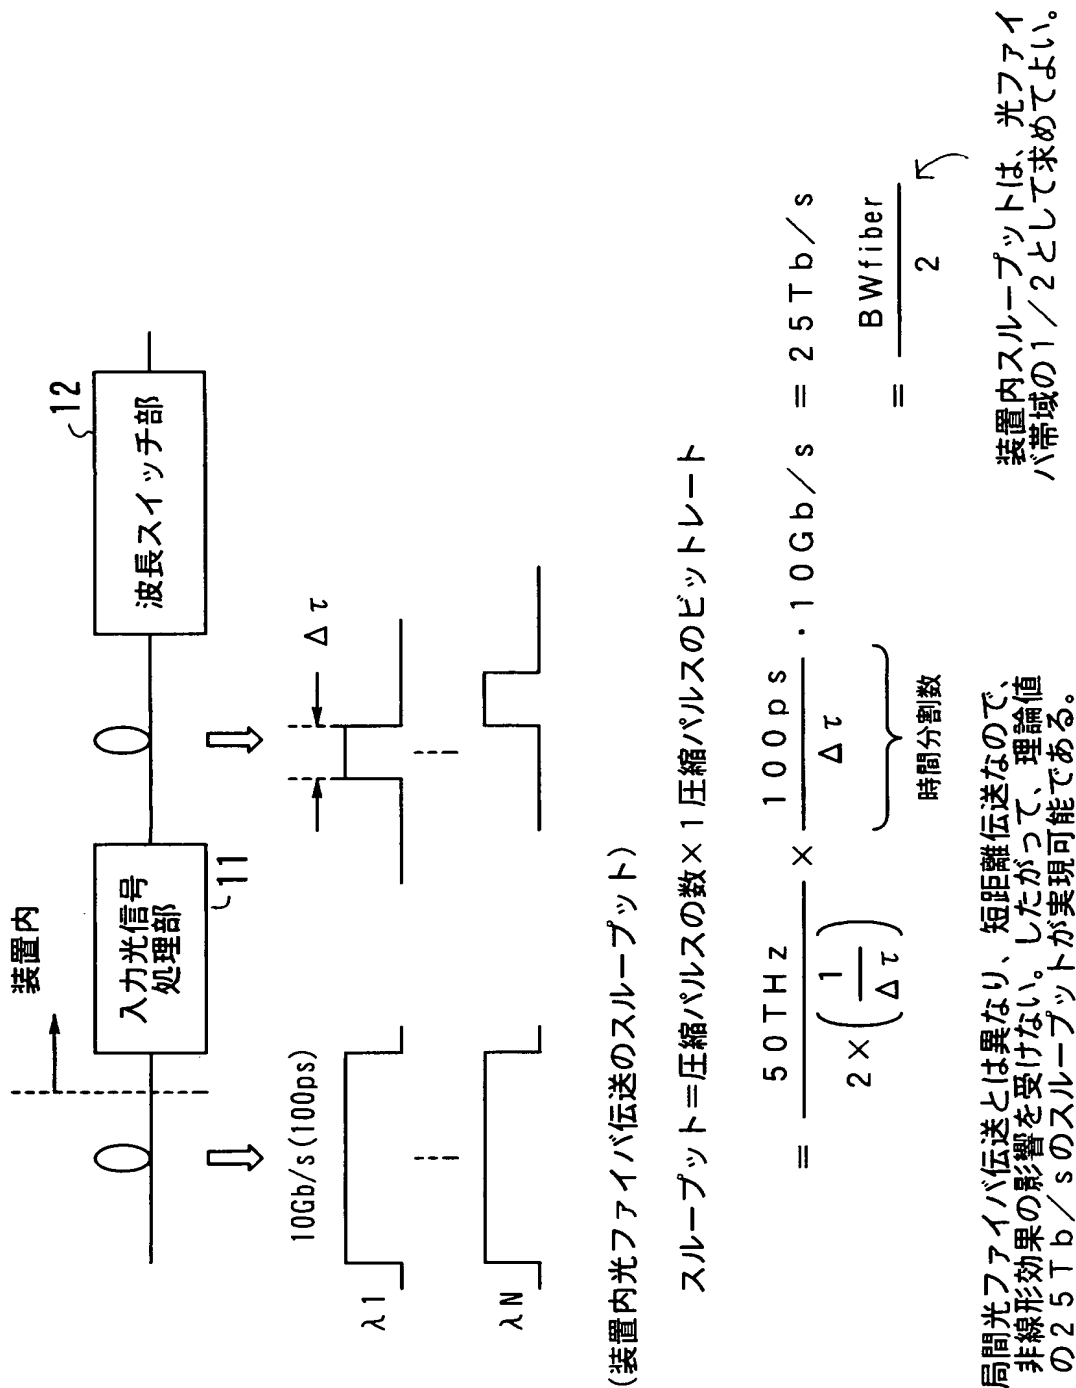 装置内
入力光信号
処理部
11
波長スイッチ部
12
10Gb/s(100ps)
λ1
λN
Δτ
(装置内光ファイバ伝送のスループット)
スループット=圧縮パルスの数×1圧縮パルスのビットレート
= 50THz / 2×(1/Δτ) × 100ps/Δτ ・10Gb/s = 25Tb/s
時間分割数
= BWfiber / 2
局間光ファイバ伝送とは異なり、短距離伝送なので、
非線形効果の影響を受けない。したがって、理論値
の25Tb/sのスループットが実現可能である。
装置内スループットは、光ファイ
バ帯域の1/2として求めてよい。